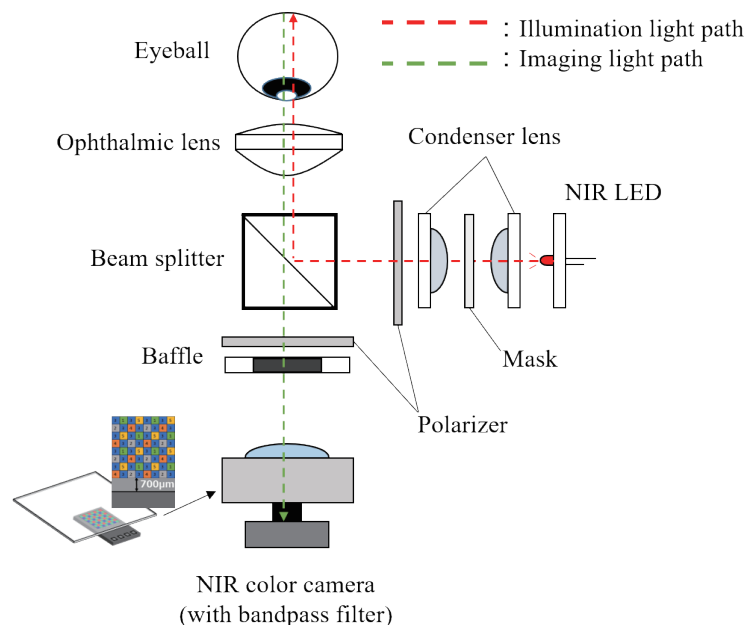 : Illumination light path
: Imaging light path
Eyeball
Ophthalmic lens
Condenser lens
NIR LED
Beam splitter
Baffle
Mask
Polarizer
700μm
NIR color camera
(with bandpass filter)